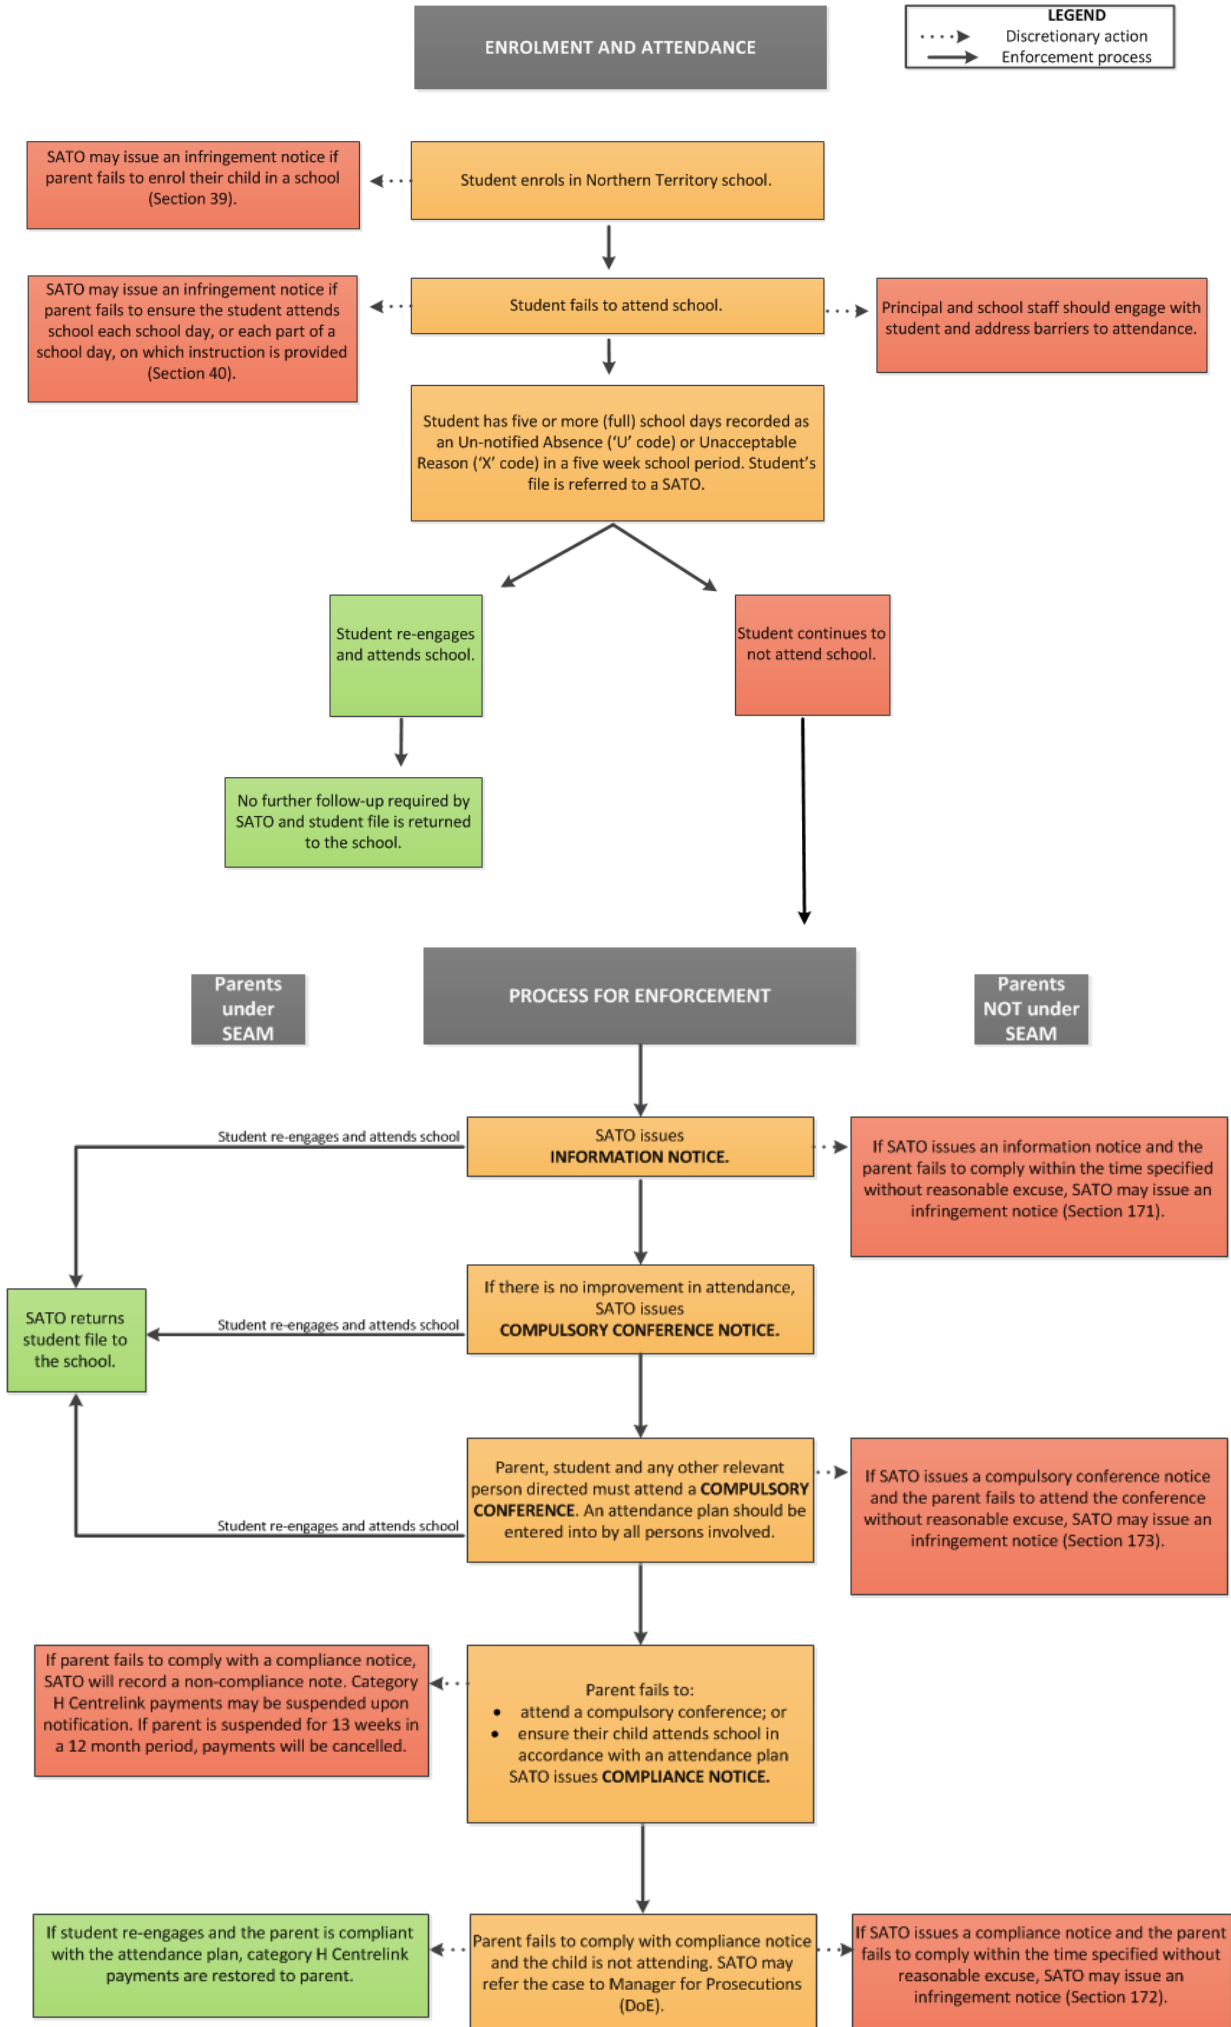 LEGEND
Discretionary action
Enforcement process
ENROLMENT AND ATTENDANCE
SATO may issue an infringement notice if
parent fails to enrol their child in a school
(Section 39).
Student enrols in Northern Territory school.
SATO may issue an infringement notice if
parent fails to ensure the student attends
school each school day, or each part of a
school day, on which instruction is provided
(Section 40).
Student fails to attend school.
Principal and school staff should engage with
student and address barriers to attendance.
Student has five or more (full) school days recorded as
an Un-notified Absence (‘U’ code) or Unacceptable
Reason (‘X’ code) in a five week school period. Student’s
file is referred to a SATO.
Student re-engages
and attends school.
Student continues to
not attend school.
No further follow-up required by
SATO and student file is returned
to the school.
Parents
under
SEAM
PROCESS FOR ENFORCEMENT
Parents
NOT under
SEAM
Student re-engages and attends school
SATO issues
INFORMATION NOTICE.
If SATO issues an information notice and the
parent fails to comply within the time specified
without reasonable excuse, SATO may issue an
infringement notice (Section 171).
SATO returns
student file to
the school.
Student re-engages and attends school
If there is no improvement in attendance,
SATO issues
COMPULSORY CONFERENCE NOTICE.
Student re-engages and attends school
Parent, student and any other relevant
person directed must attend a COMPULSORY
CONFERENCE. An attendance plan should be
entered into by all persons involved.
If SATO issues a compulsory conference notice
and the parent fails to attend the conference
without reasonable excuse, SATO may issue an
infringement notice (Section 173).
If parent fails to comply with a compliance notice,
SATO will record a non-compliance note. Category
H Centrelink payments may be suspended upon
notification. If parent is suspended for 13 weeks in
a 12 month period, payments will be cancelled.
Parent fails to:
• attend a compulsory conference; or
• ensure their child attends school in
accordance with an attendance plan
SATO issues COMPLIANCE NOTICE.
If student re-engages and the parent is compliant
with the attendance plan, category H Centrelink
payments are restored to parent.
Parent fails to comply with compliance notice
and the child is not attending. SATO may
refer the case to Manager for Prosecutions
(DoE).
If SATO issues a compliance notice and the parent
fails to comply within the time specified without
reasonable excuse, SATO may issue an
infringement notice (Section 172).